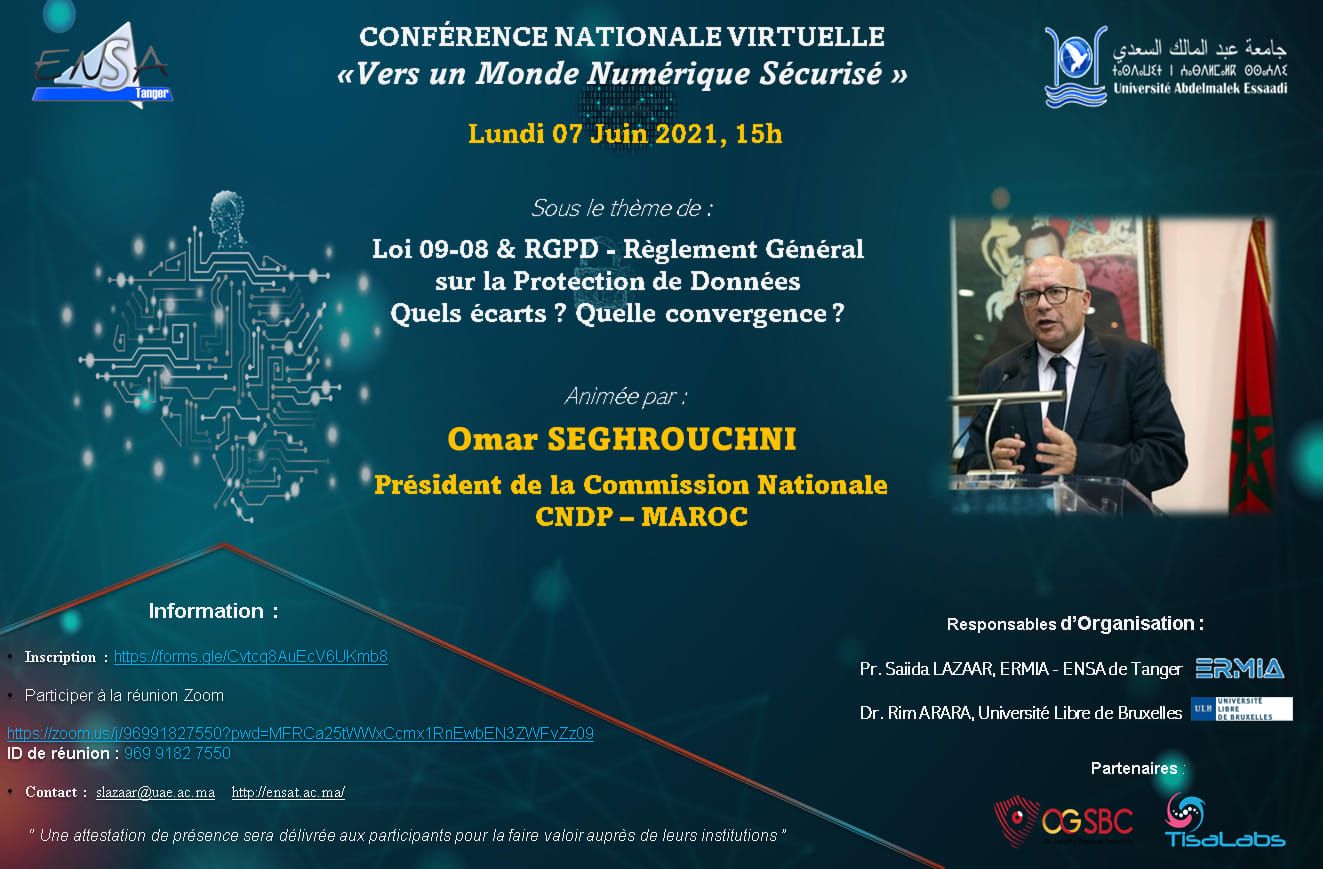 ENSA
Tanger
CONFÉRENCE NATIONALE VIRTUELLE
«Vers un Monde Numérique Sécurisé »
Lundi 07 Juin 2021, 15h
جامعة عبد المالك السعدي
Université Abdelmalek Essaadi
Sous le thème de :
Loi 09-08 & RGPD - Règlement Général
sur la Protection de Données
Quels écarts ? Quelle convergence ?
Animée par :
Omar SEGHROUCHNI
Président de la Commission Nationale
CNDP – MAROC
Information :
• Inscription : https://forms.gle/Cvtcq8AuEcV6UKmb8
• Participer à la réunion Zoom
https://zoom.us/j/96991827550?pwd=MFRCa25tWWxCcmx1RnEwbEN3ZWFvZz09
ID de réunion : 969 9182 7550
• Contact : slazaar@uae.ac.ma http://ensat.ac.ma/
" Une attestation de présence sera délivrée aux participants pour la faire valoir auprès de leurs institutions "
Responsables d'Organisation :
Pr. Saiida LAZAAR, ERMIA - ENSA de Tanger ERMIA
Dr. Rim ARARA, Université Libre de Bruxelles
ULB UNIVERSITÉ
LIBRE
DE BRUXELLES
Partenaires :
OGSBC
TisaLabs